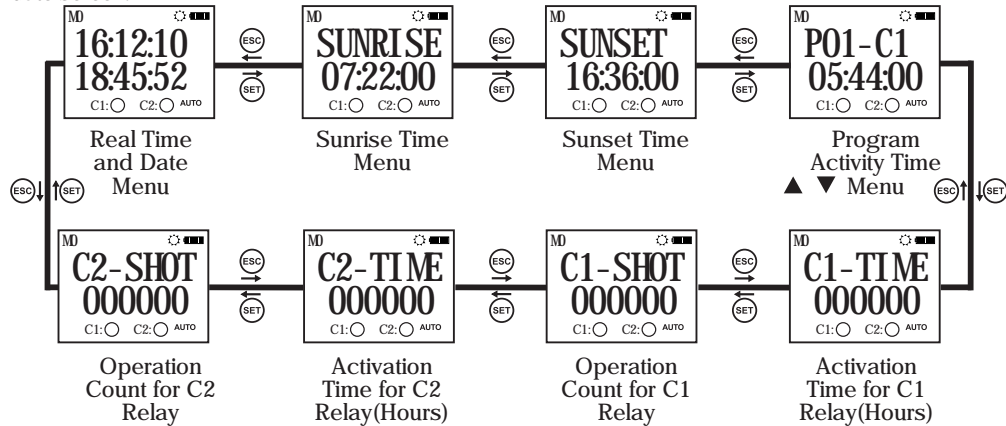 MO
16:12:10
18:45:52
C1: C2: AUTO
Real Time
and Date
Menu
ESC
SET
MO
SUNRISE
07:22:00
C1: C2: AUTO
Sunrise Time
Menu
ESC
SET
MO
SUNSET
16:36:00
C1: C2: AUTO
Sunset Time
Menu
ESC
SET
MO
P01-C1
05:44:00
C1: C2: AUTO
Program
Activity Time
▲ ▼ Menu
ESC SET
ESC SET
MO
C2-SHOT
000000
C1: C2: AUTO
Operation
Count for C2
Relay
ESC
SET
MO
C2-TIME
000000
C1: C2: AUTO
Activation
Time for C2
Relay(Hours)
ESC
SET
MO
C1-SHOT
000000
C1: C2: AUTO
Operation
Count for C1
Relay
ESC
SET
MO
C1-TIME
000000
C1: C2: AUTO
Activation
Time for C1
Relay(Hours)